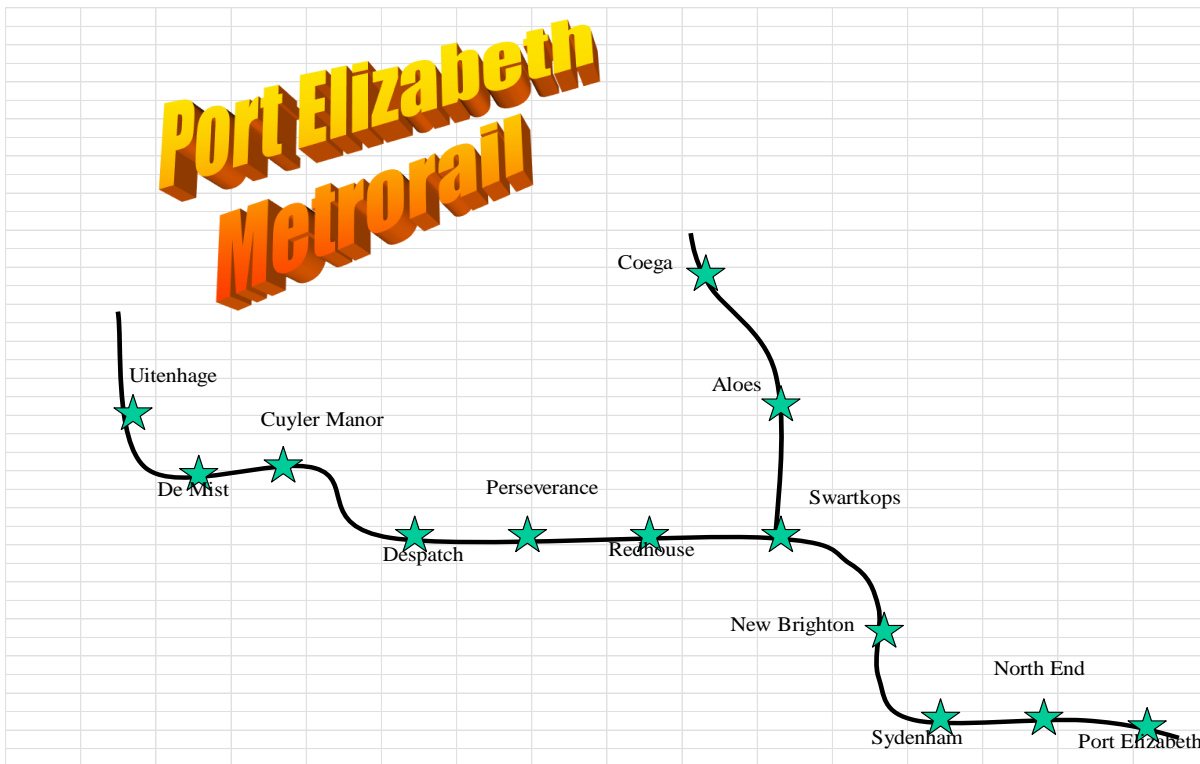 Port Elizabeth
Metrorail
Coega
Uitenhage
Aloes
Cuyler Manor
De Mist
Perseverance
Swartkops
Despatch
Redhouse
New Brighton
North End
Sydenham
Port Elizabeth